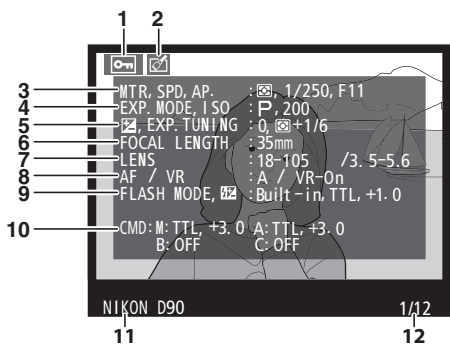 1 2
3 MTR, SPD, AP. : , 1/250, F11
4 EXP. MODE, ISO : P, 200
5 , EXP. TUNING : 0, +1/6
6 FOCAL LENGTH : 35mm
7 LENS : 18–105 /3. 5–5.6
8 AF / VR : A / VR–On
9 FLASH MODE, : Built–in, TTL, +1. 0
10 CMD: M: TTL, +3. 0 A: TTL, +3. 0
B: OFF C: OFF
NIKON D90 1/12
11 12